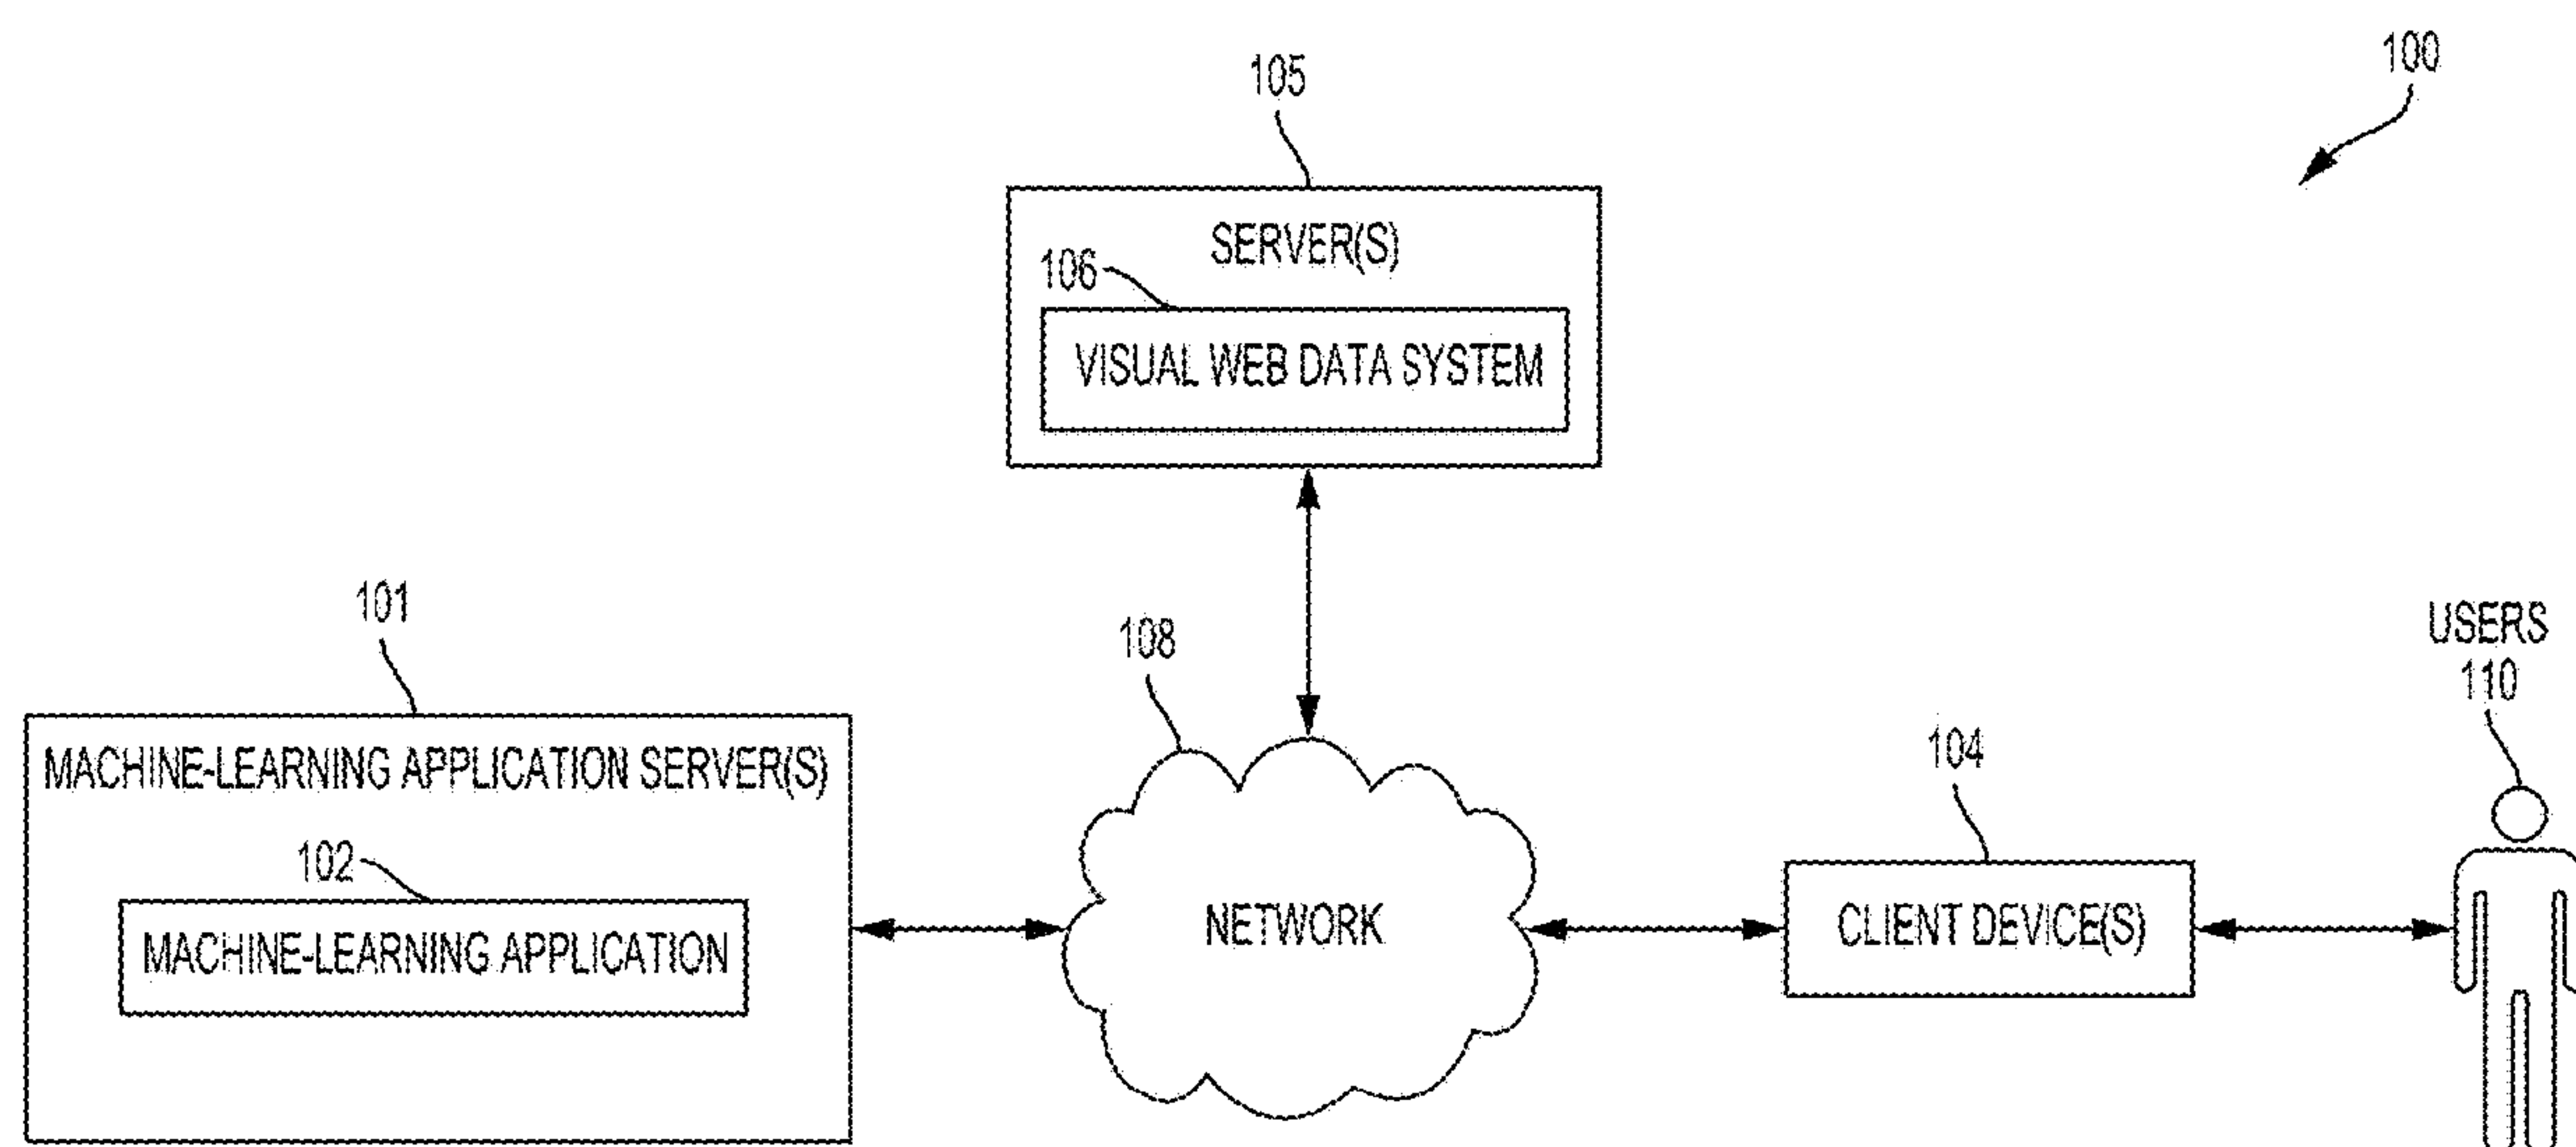 100
105
SERVER(S)
106
VISUAL WEB DATA SYSTEM
101
108
USERS
110
MACHINE-LEARNING APPLICATION SERVER(S)
104
102
MACHINE-LEARNING APPLICATION
NETWORK
CLIENT DEVICE(S)